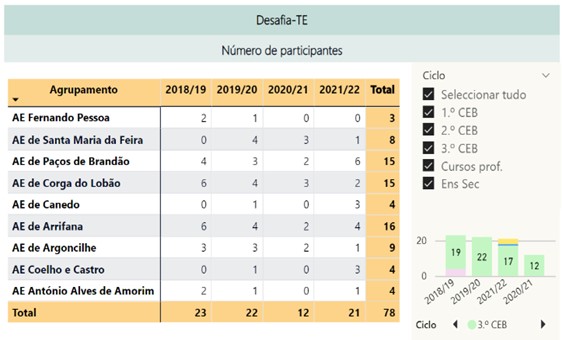 Desafia-TE
Número de participantes
Agrupamento 2018/19 2019/20 2020/21 2021/22 Total
AE Fernando Pessoa 2 1 0 0 3
AE de Santa Maria da Feira 0 4 3 1 8
AE de Paços de Brandão 4 3 2 6 15
AE de Corga do Lobão 6 4 3 2 15
AE de Canedo 0 1 0 3 4
AE de Arrifana 6 4 2 4 16
AE de Argoncilhe 3 3 2 1 9
AE Coelho e Castro 0 1 0 3 4
AE António Alves de Amorim 2 1 0 1 4
Total 23 22 12 21 78
Ciclo
Seleccionar tudo
1.º CEB
2.º CEB
3.º CEB
Cursos prof.
Ens Sec
20
0
19 22 17 12
2018/19 2019/20 2021/22 2020/21
Ciclo 3.º CEB